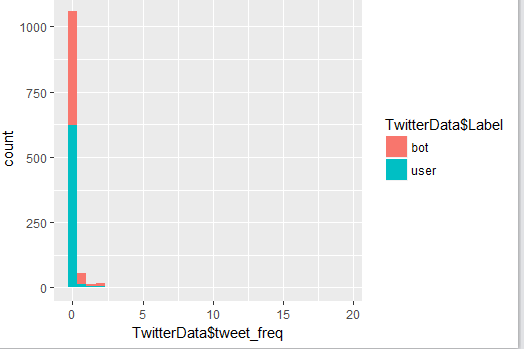 1000
750
500
250
0
count
0 5 10 15 20
TwitterData$tweet_freq
TwitterData$Label
bot
user